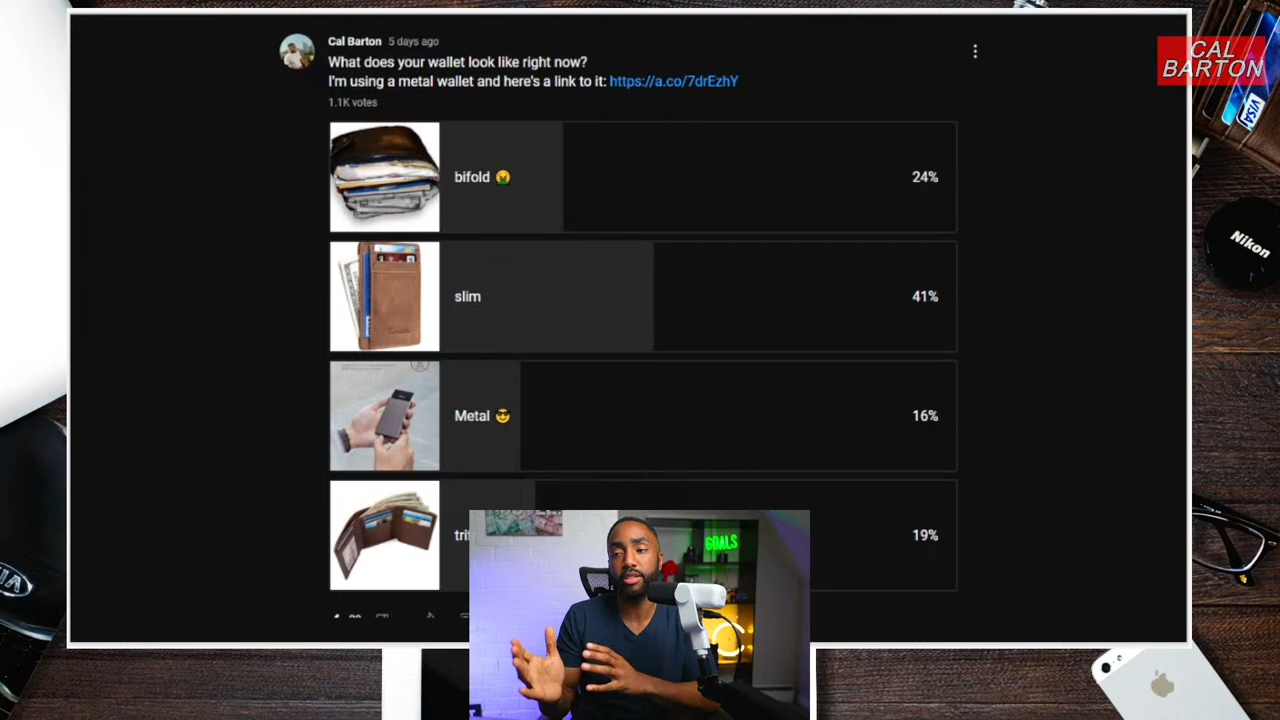 Cal Barton 5 days ago
What does your wallet look like right now?
I'm using a metal wallet and here's a link to it: https://a.co/7drEzhY
1.1K votes
bifold 🤑 24%
slim 41%
Metal 😎 16%
19%
CAL
BARTON
VISA
Nikon
GOALS